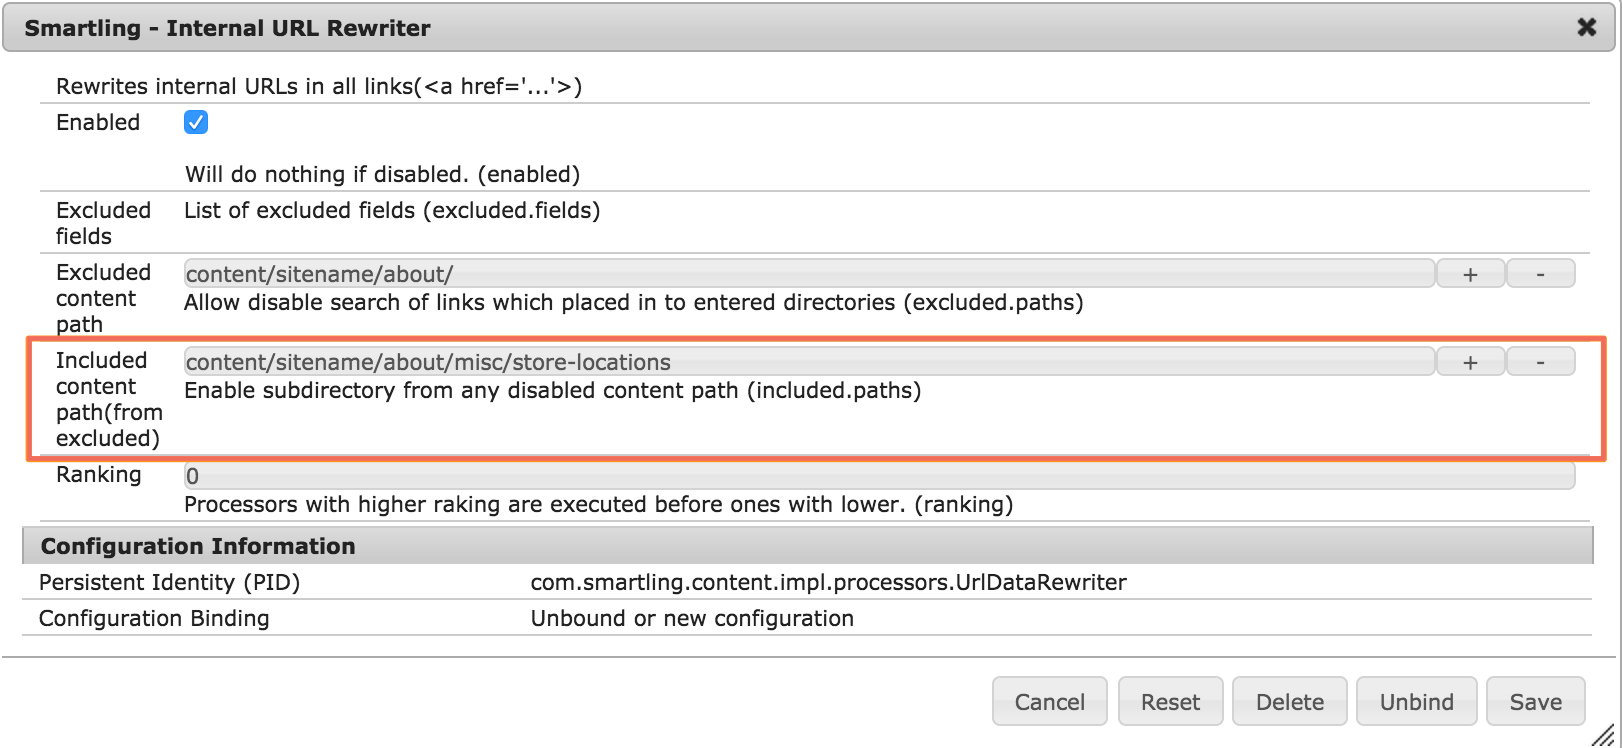 Smartling - Internal URL Rewriter
Rewrites internal URLs in all links(<a href='...'>)
Enabled
Will do nothing if disabled. (enabled)
Excluded
fields
List of excluded fields (excluded.fields)
Excluded
content
path
content/sitename/about/
+
-
Allow disable search of links which placed in to entered directories (excluded.paths)
Included
content
path(from
excluded)
content/sitename/about/misc/store-locations
+
-
Enable subdirectory from any disabled content path (included.paths)
Ranking
0
Processors with higher raking are executed before ones with lower. (ranking)
Configuration Information
Persistent Identity (PID) com.smartling.content.impl.processors.UrlDataRewriter
Configuration Binding Unbound or new configuration
Cancel Reset Delete Unbind Save